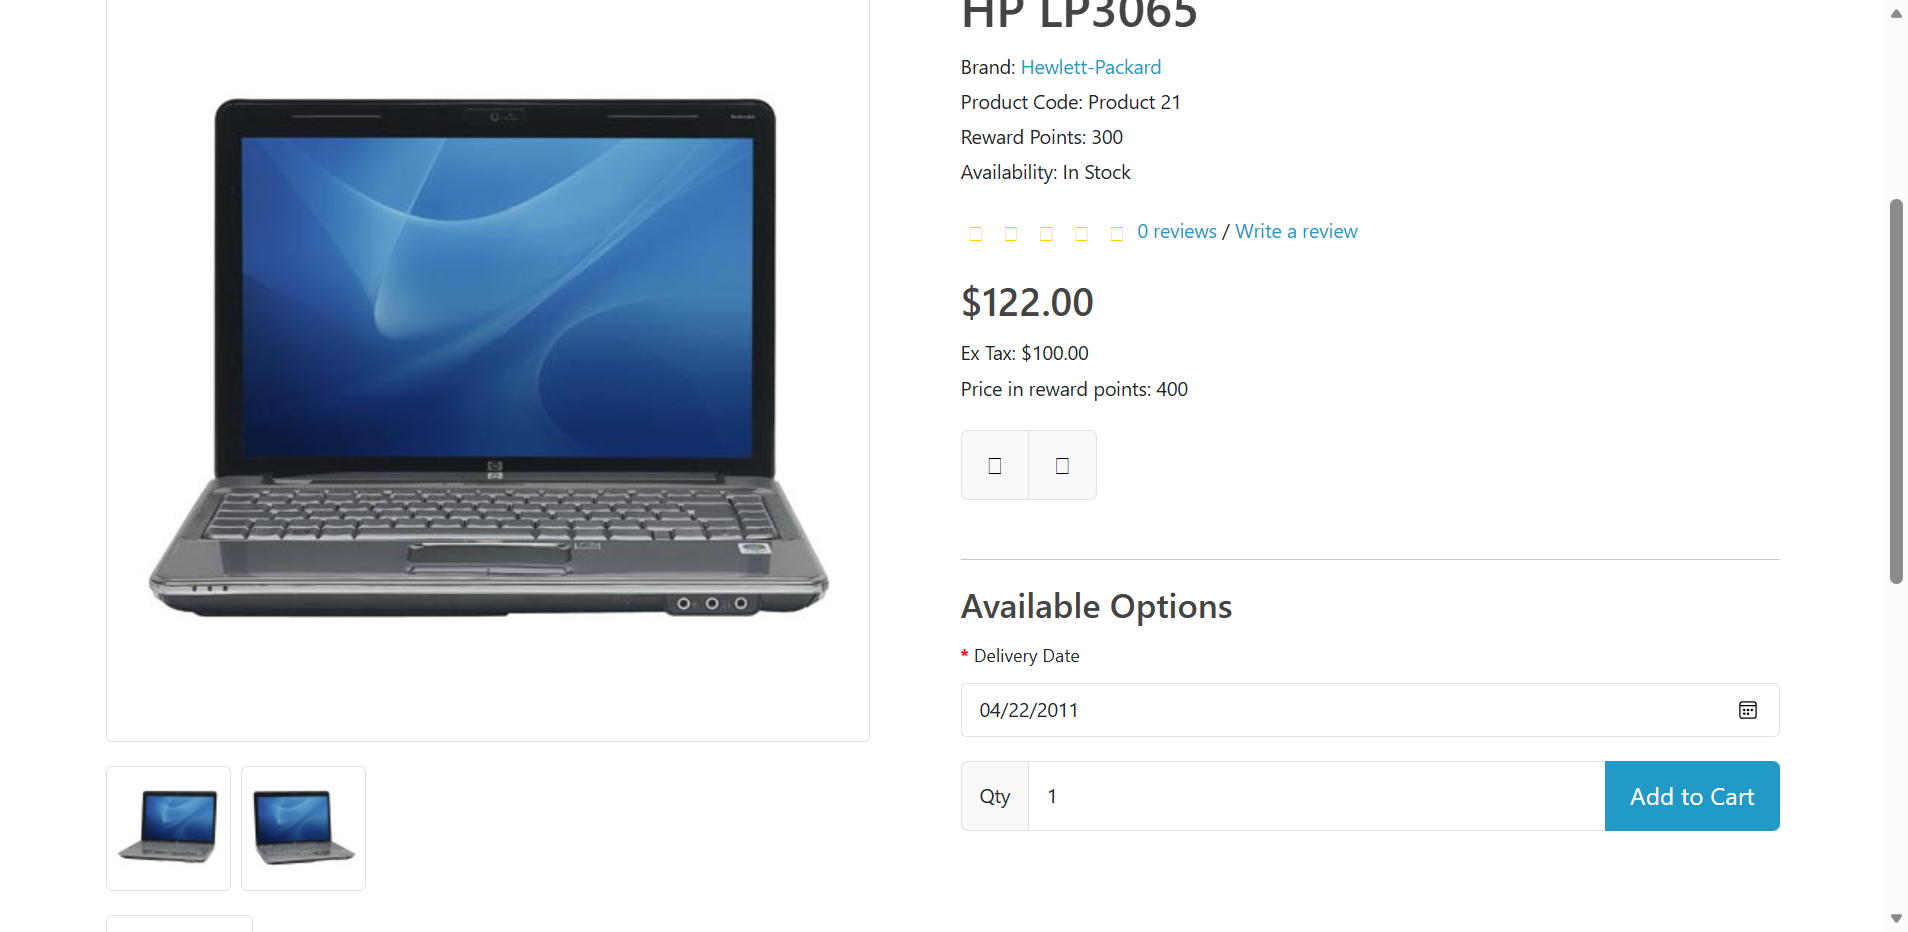 HP LP3065
Brand: Hewlett-Packard
Product Code: Product 21
Reward Points: 300
Availability: In Stock
0 reviews / Write a review
$122.00
Ex Tax: $100.00
Price in reward points: 400
Available Options
* Delivery Date
04/22/2011
Qty 1 Add to Cart